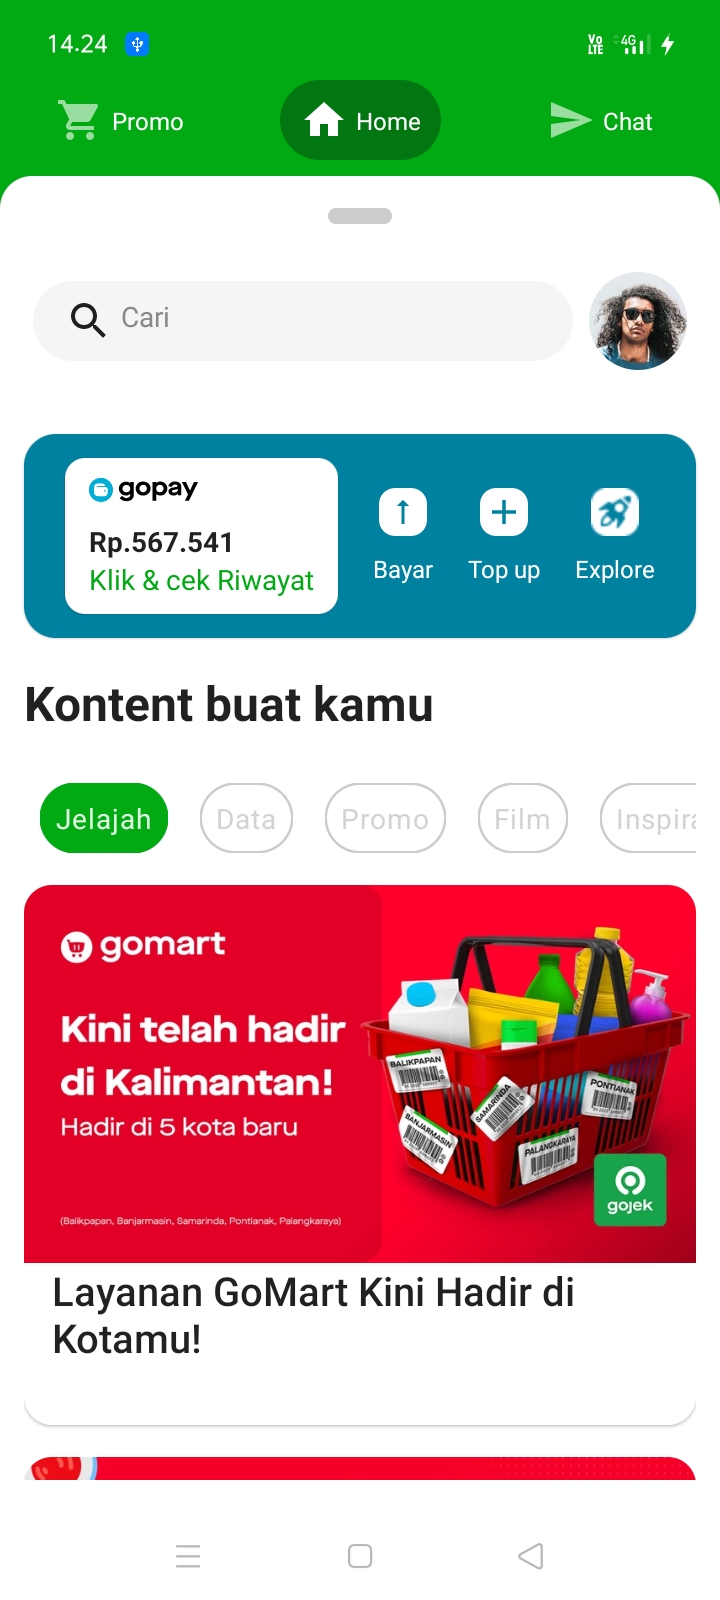 14.24
Vo LTE 4G
Promo
Home
Chat
Cari
gopay
Rp.567.541
Klik & cek Riwayat
Bayar
Top up
Explore
Kontent buat kamu
Jelajah
Data
Promo
Film
Inspira
gomart
Kini telah hadir
di Kalimantan!
Hadir di 5 kota baru
(Balikpapan, Banjarmasin, Samarinda, Pontianak, Palangkaraya)
BALIKPAPAN
SAMARINDA
PONTIANAK
BANJARMASIN
PALANGKARAYA
gojek
Layanan GoMart Kini Hadir di
Kotamu!